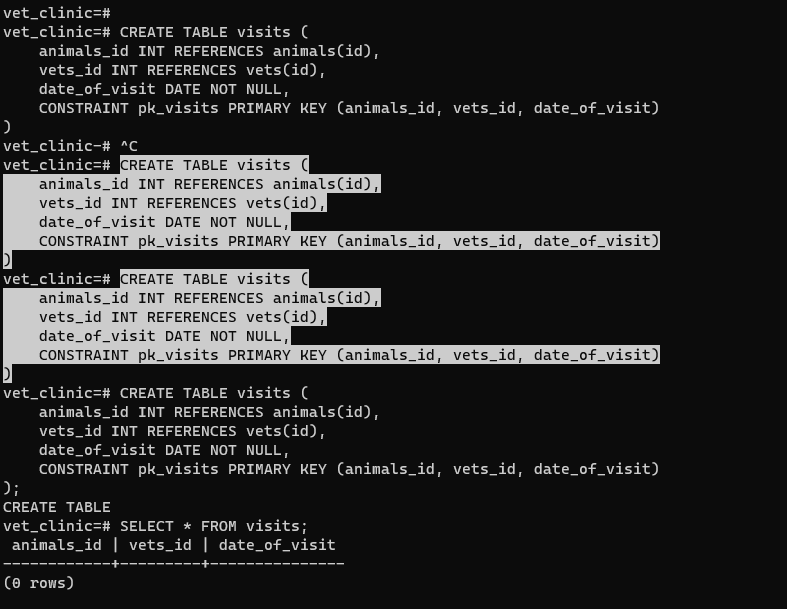 vet_clinic=#
vet_clinic=# CREATE TABLE visits (
    animals_id INT REFERENCES animals(id),
    vets_id INT REFERENCES vets(id),
    date_of_visit DATE NOT NULL,
    CONSTRAINT pk_visits PRIMARY KEY (animals_id, vets_id, date_of_visit)
)
vet_clinic-# ^C
vet_clinic=# CREATE TABLE visits (
    animals_id INT REFERENCES animals(id),
    vets_id INT REFERENCES vets(id),
    date_of_visit DATE NOT NULL,
    CONSTRAINT pk_visits PRIMARY KEY (animals_id, vets_id, date_of_visit)
)
vet_clinic=# CREATE TABLE visits (
    animals_id INT REFERENCES animals(id),
    vets_id INT REFERENCES vets(id),
    date_of_visit DATE NOT NULL,
    CONSTRAINT pk_visits PRIMARY KEY (animals_id, vets_id, date_of_visit)
)
vet_clinic=# CREATE TABLE visits (
    animals_id INT REFERENCES animals(id),
    vets_id INT REFERENCES vets(id),
    date_of_visit DATE NOT NULL,
    CONSTRAINT pk_visits PRIMARY KEY (animals_id, vets_id, date_of_visit)
);
CREATE TABLE
vet_clinic=# SELECT * FROM visits;
 animals_id | vets_id | date_of_visit
------------+---------+---------------
(0 rows)